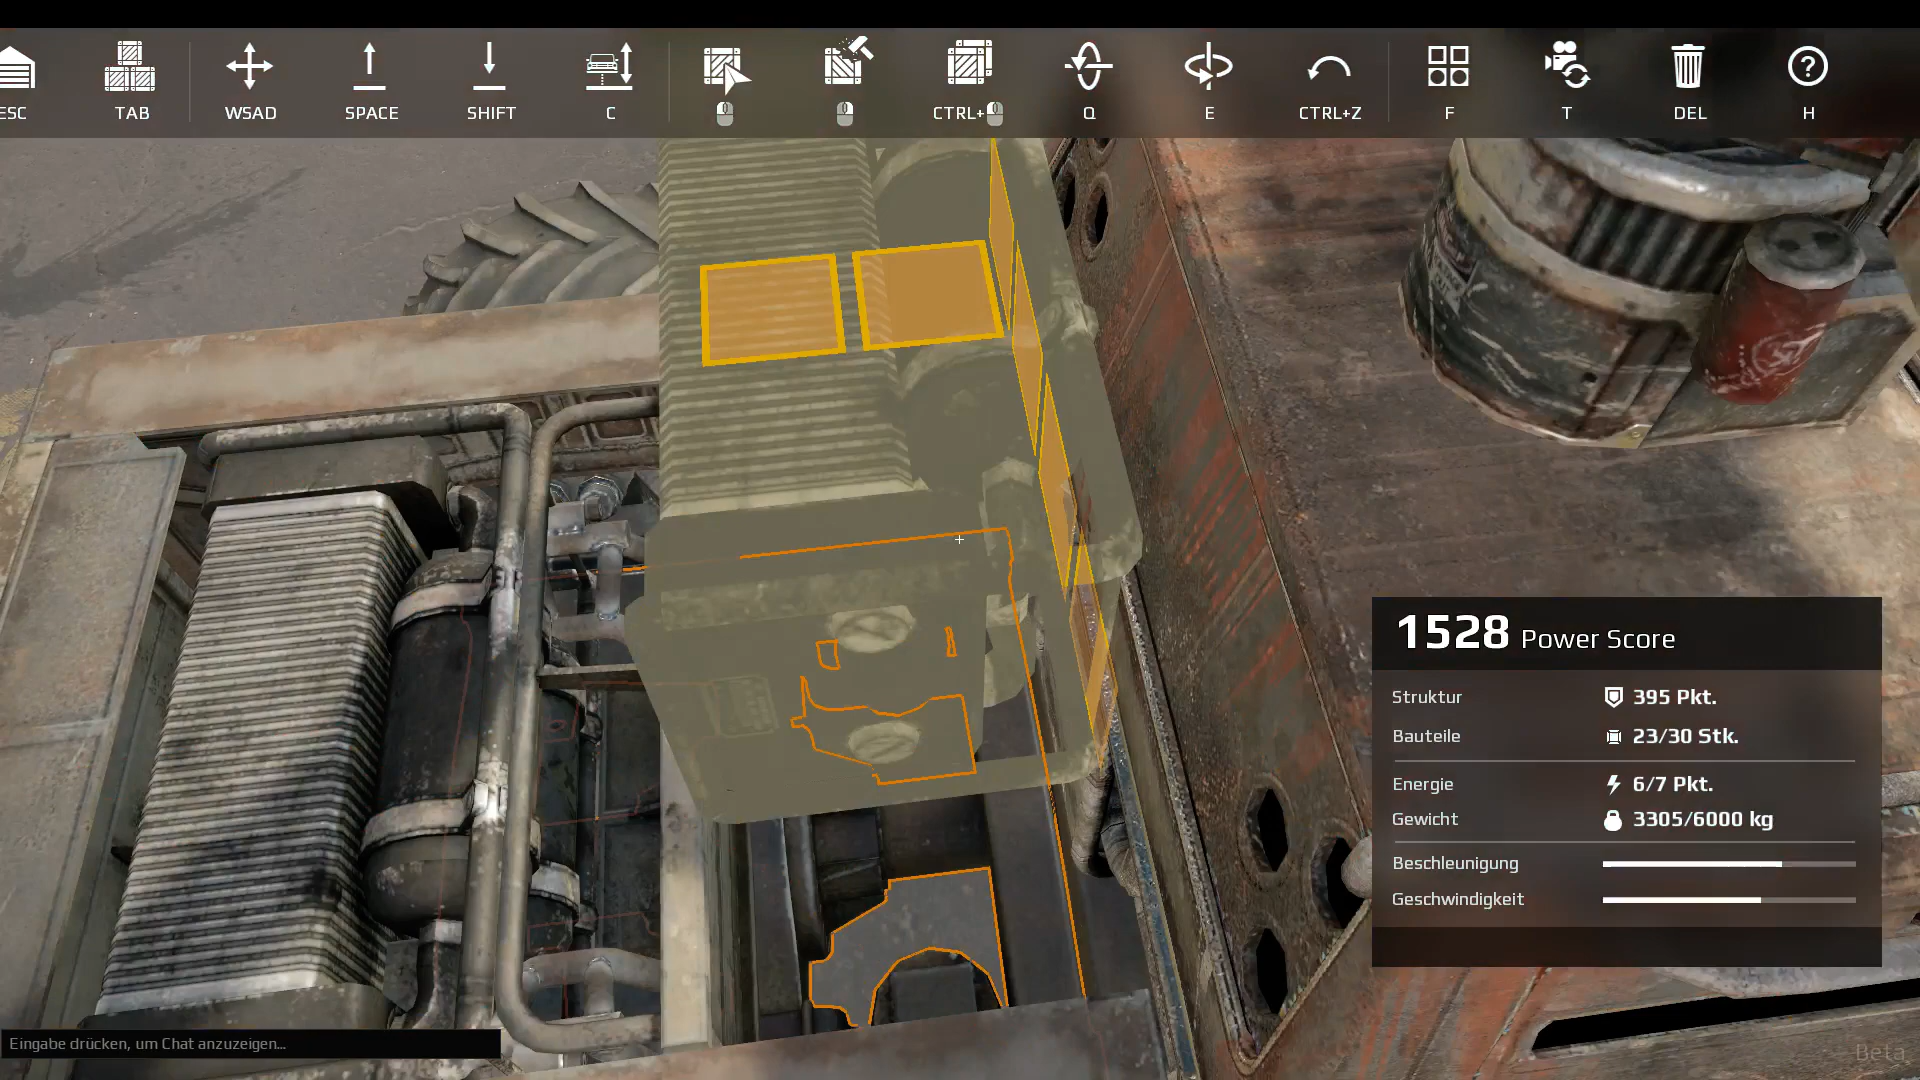 ESC
TAB
WSAD
SPACE
SHIFT
C
CTRL+
Q
E
CTRL+Z
F
T
DEL
H
1528 Power Score
Struktur 395 Pkt.
Bauteile 23/30 Stk.
Energie 6/7 Pkt.
Gewicht 3305/6000 kg
Beschleunigung
Geschwindigkeit
Eingabe drücken, um Chat anzuzeigen...
Beta